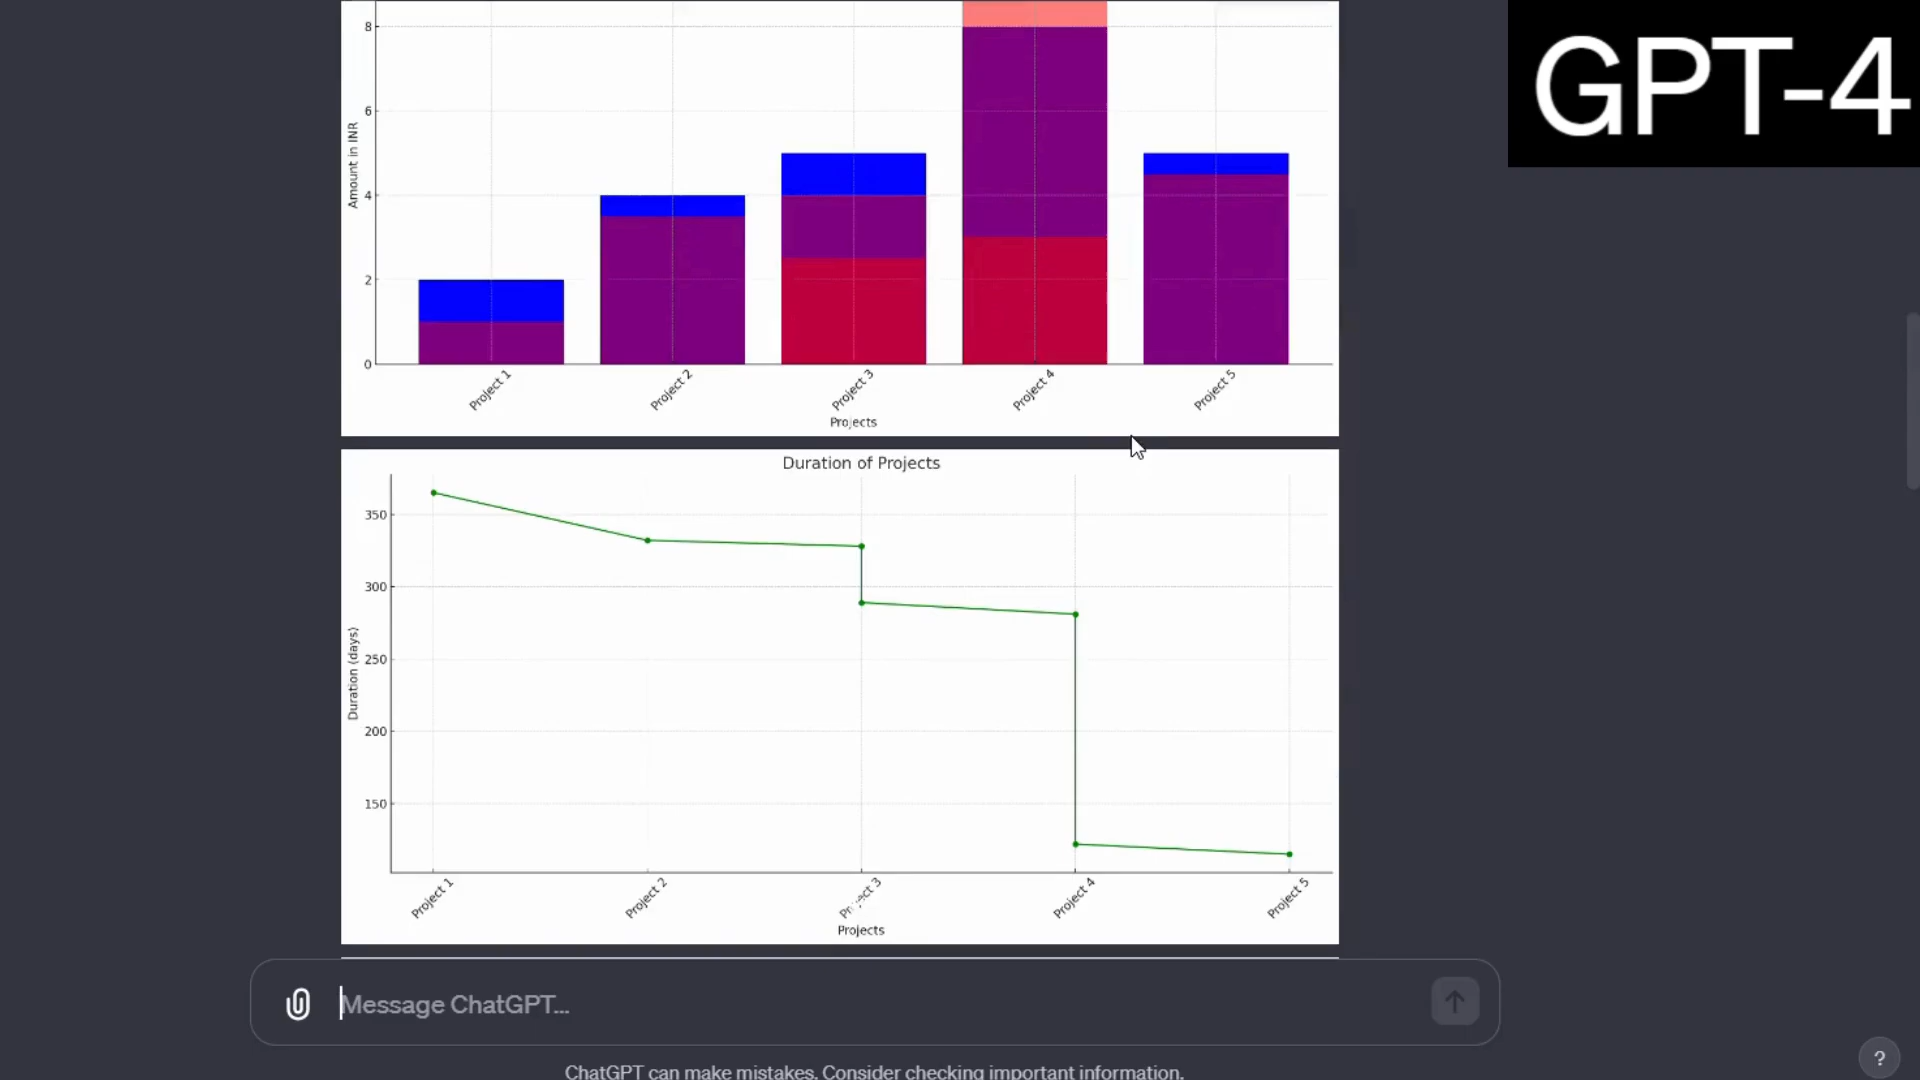 GPT-4
8
6
4
2
0
Amount in INR
Project 1
Project 2
Project 3
Project 4
Project 5
Projects
Duration of Projects
350
300
250
200
150
Duration (days)
Project 1
Project 2
Project 4
Project 5
Projects
Message ChatGPT...
ChatGPT can make mistakes. Consider checking important information.
?